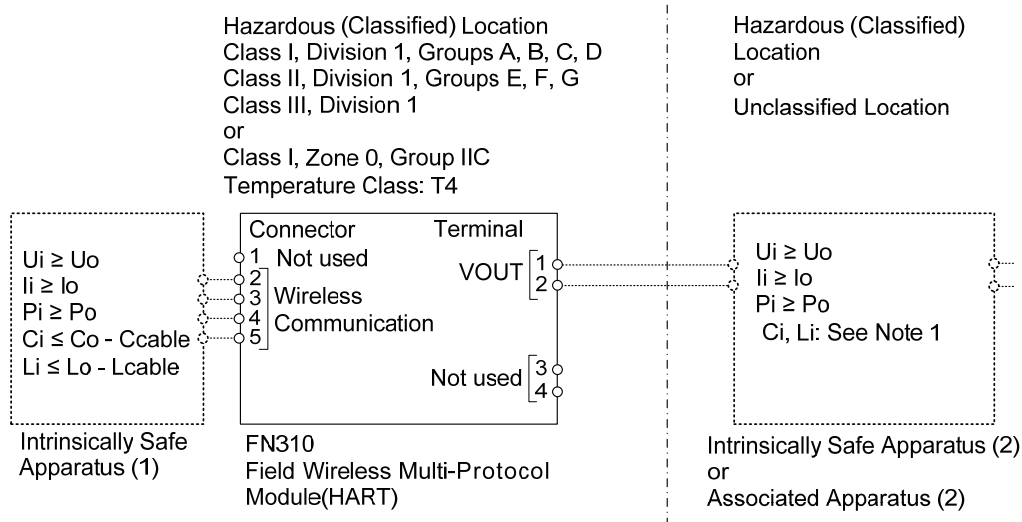 Hazardous (Classified) Location
Class I, Division 1, Groups A, B, C, D
Class II, Division 1, Groups E, F, G
Class III, Division 1
or
Class I, Zone 0, Group IIC
Temperature Class: T4
Hazardous (Classified)
Location
or
Unclassified Location
Ui ≥ Uo
Ii ≥ Io
Pi ≥ Po
Ci ≤ Co - Ccable
Li ≤ Lo - Lcable
Intrinsically Safe
Apparatus (1)
Connector
1 Not used
2
3 Wireless
4 Communication
5
Terminal
VOUT 1
2
Not used 3
4
FN310
Field Wireless Multi-Protocol
Module(HART)
Ui ≥ Uo
Ii ≥ Io
Pi ≥ Po
Ci, Li: See Note 1
Intrinsically Safe Apparatus (2)
or
Associated Apparatus (2)